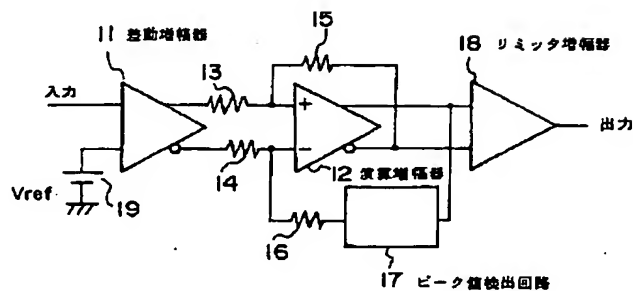 11 差動増幅器
15
18 リミッタ増幅器
13
入力
+
出力
−
14
12 演算増幅器
Vref
19
16
17 ピーク値検出回路